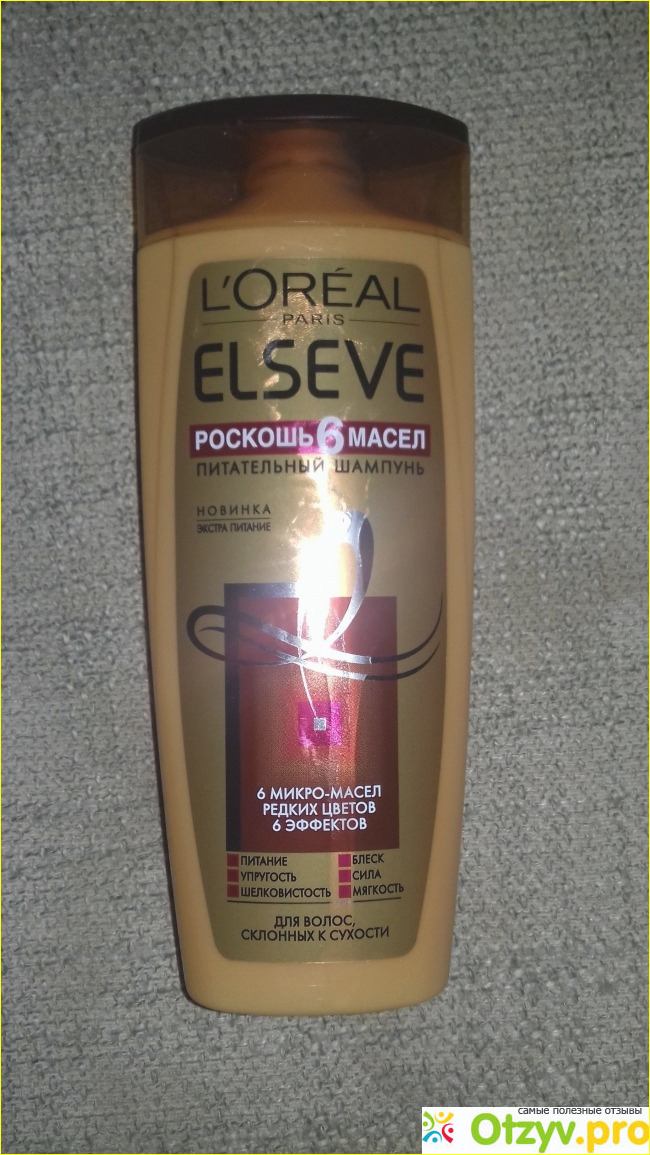 L'ORÉAL
PARIS
ELSEVE
РОСКОШЬ 6 МАСЕЛ
ПИТАТЕЛЬНЫЙ ШАМПУНЬ
НОВИНКА
ЭКСТРА ПИТАНИЕ
6 МИКРО-МАСЕЛ
РЕДКИХ ЦВЕТОВ
6 ЭФФЕКТОВ
ПИТАНИЕ БЛЕСК
УПРУГОСТЬ СИЛА
ШЕЛКОВИСТОСТЬ МЯГКОСТЬ
ДЛЯ ВОЛОС,
СКЛОННЫХ К СУХОСТИ
самые полезные отзывы
Otzyv.pro